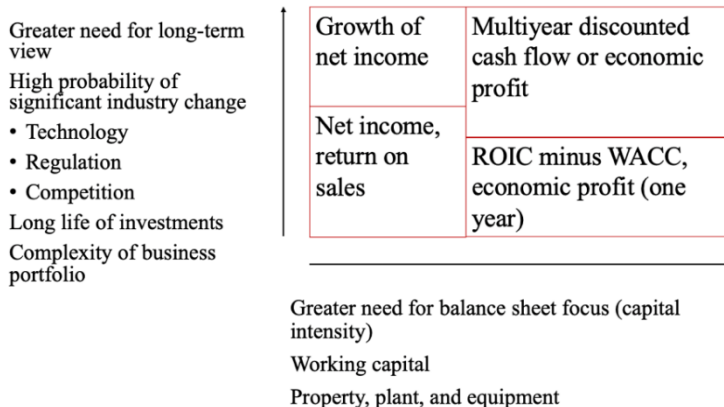 Greater need for long-term
view
High probability of
significant industry change
• Technology
• Regulation
• Competition
Long life of investments
Complexity of business
portfolio
Growth of
net income
Multiyear discounted
cash flow or economic
profit
Net income,
return on
sales
ROIC minus WACC,
economic profit (one
year)
Greater need for balance sheet focus (capital
intensity)
Working capital
Property, plant, and equipment